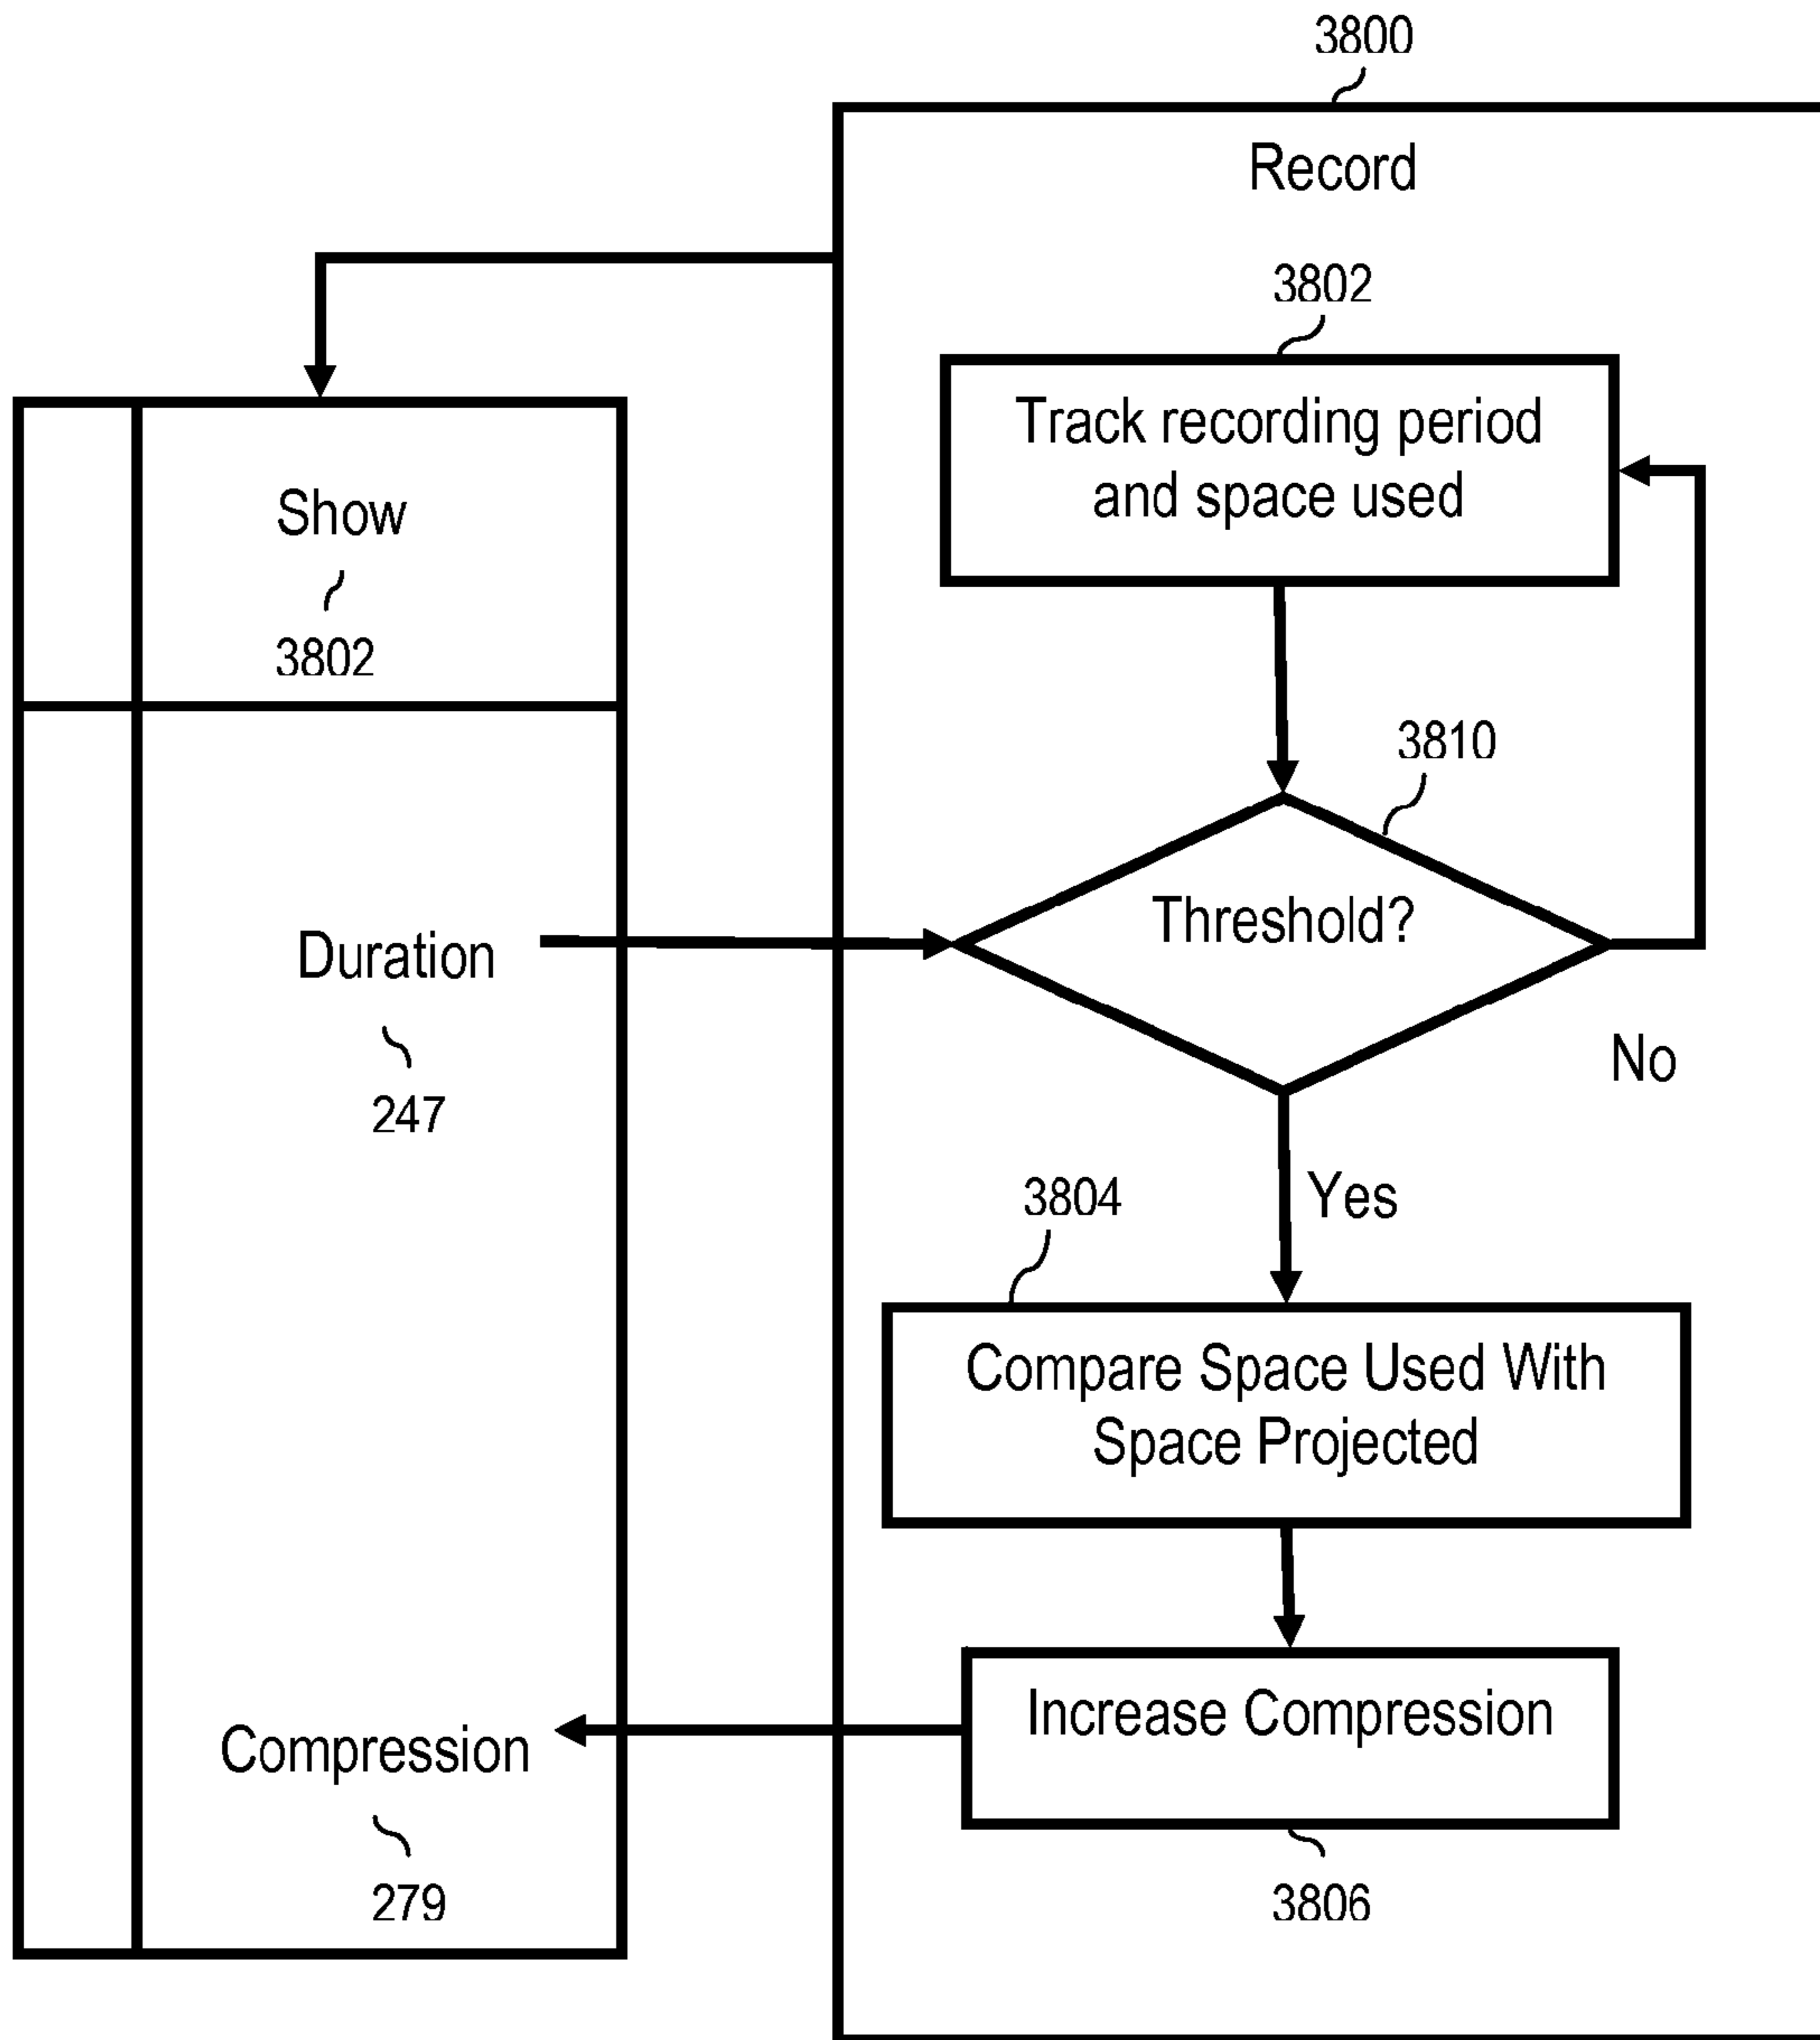 3800
Record
3802
Track recording period
and space used
Show
3802
3810
Threshold?
Duration
247
No
Yes
3804
Compare Space Used With
Space Projected
Increase Compression
Compression
279
3806